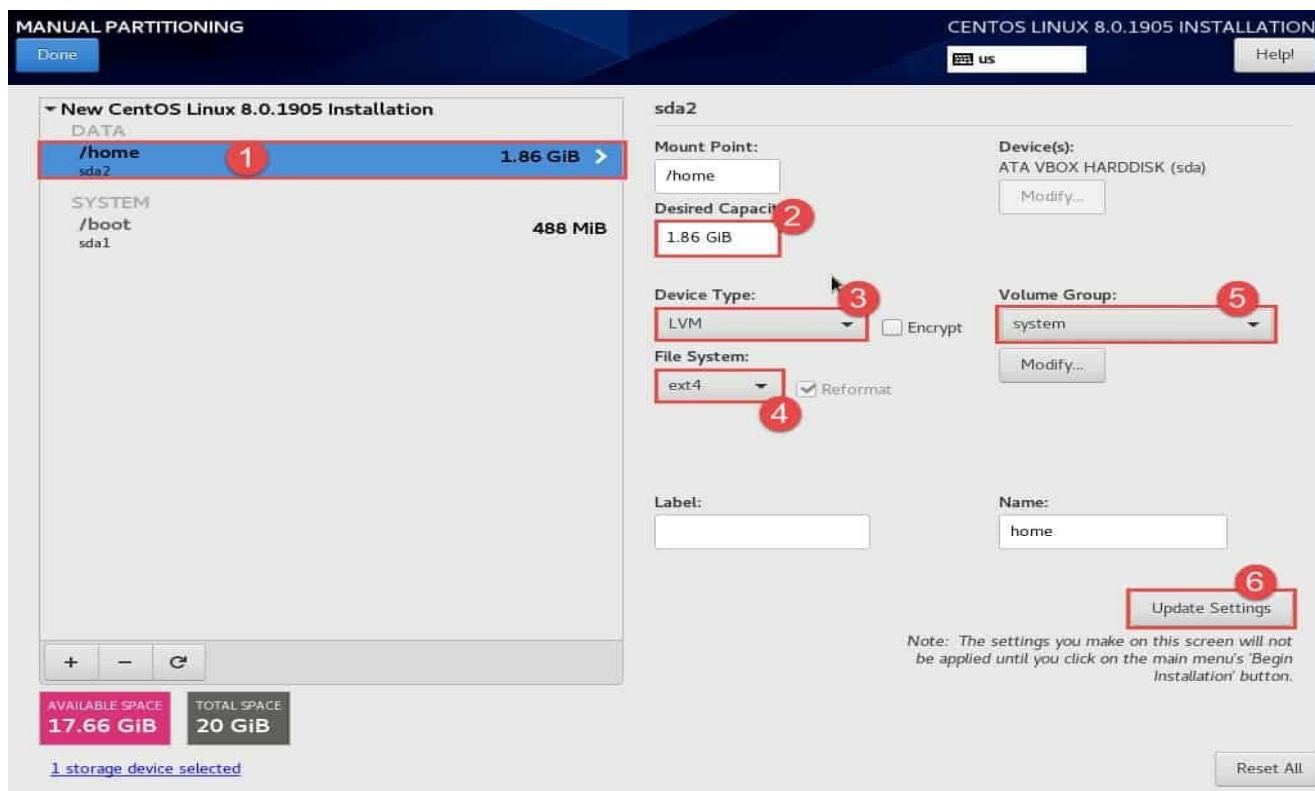 MANUAL PARTITIONING
Done
CENTOS LINUX 8.0.1905 INSTALLATION
us
Help!
New CentOS Linux 8.0.1905 Installation
DATA
/home
sda2
1.86 GiB
1
SYSTEM
/boot
sda1
488 MiB
sda2
Mount Point:
/home
Device(s):
ATA VBOX HARDDISK (sda)
Modify...
Desired Capacit
2
1.86 GiB
Device Type:
3
LVM
Encrypt
Volume Group:
5
system
Modify...
File System:
ext4
Reformat
4
Label:
Name:
home
6
Update Settings
Note: The settings you make on this screen will not
be applied until you click on the main menu's 'Begin
Installation' button.
+ −
AVAILABLE SPACE
17.66 GiB
TOTAL SPACE
20 GiB
1 storage device selected
Reset All